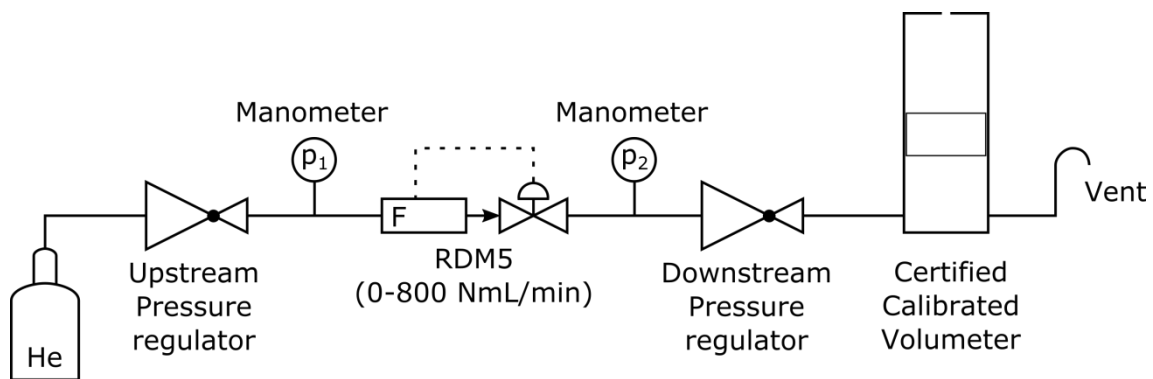 Manometer
p1
Manometer
p2
F
Vent
RDM5
(0-800 NmL/min)
Upstream
Pressure
regulator
Downstream
Pressure
regulator
Certified
Calibrated
Volumeter
He